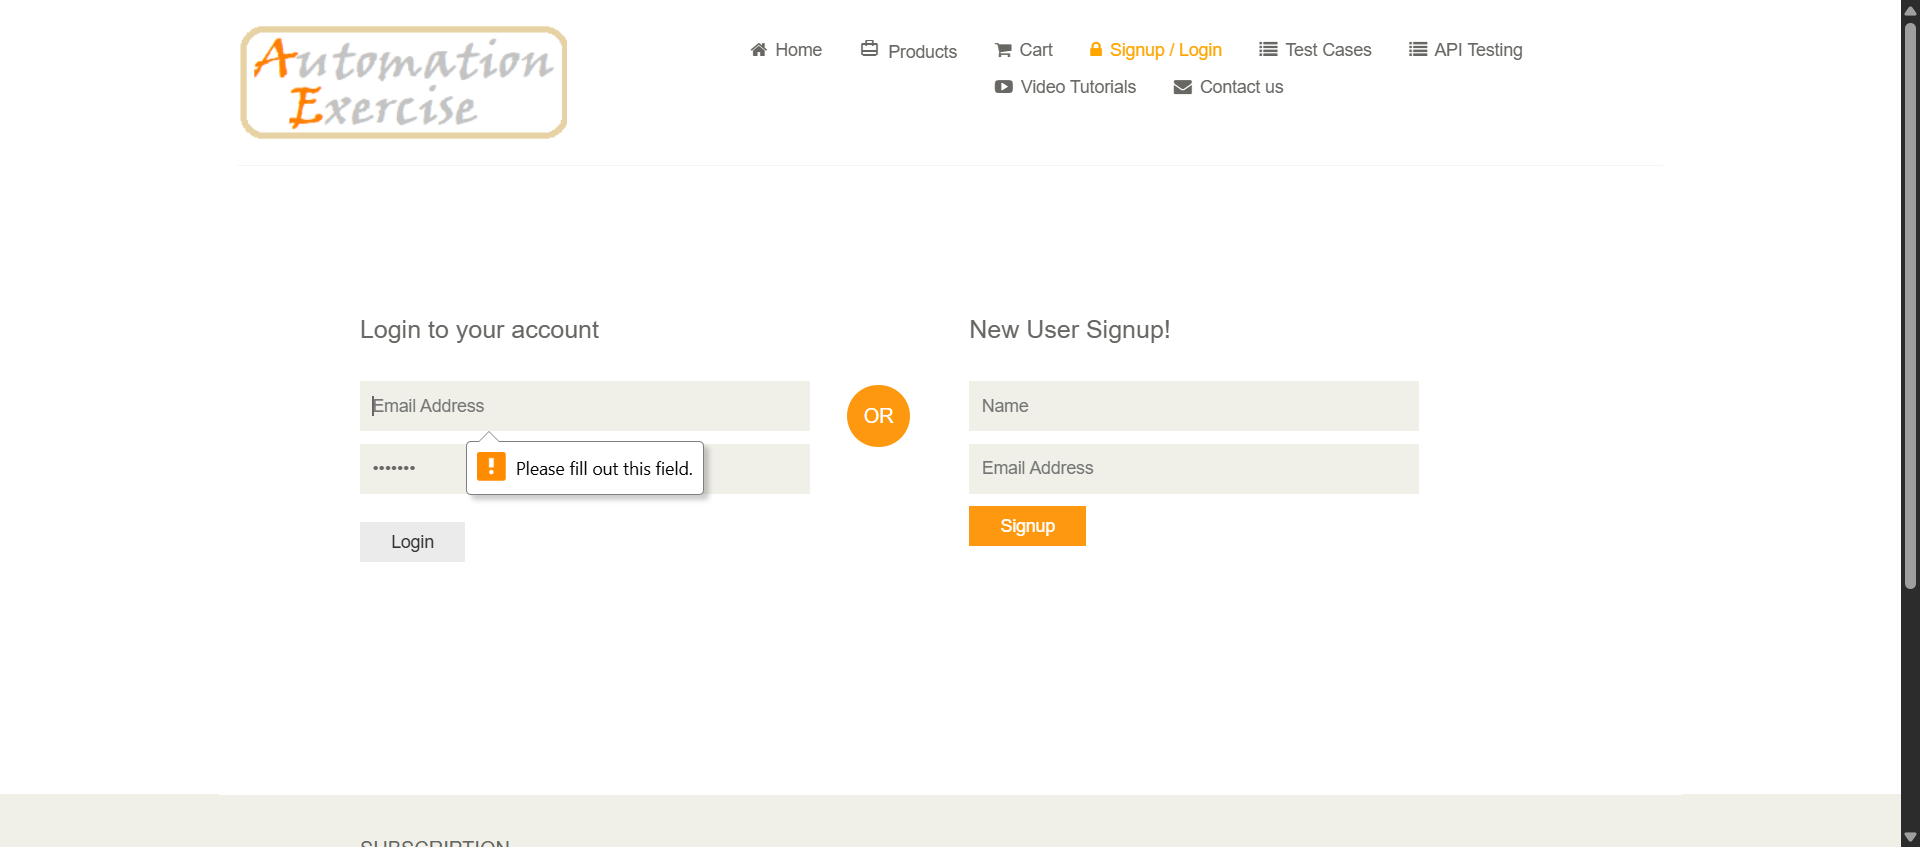 Automation
Exercise
Home
Products
Cart
Signup / Login
Test Cases
API Testing
Video Tutorials
Contact us
Login to your account
Email Address
•••••••
Please fill out this field.
Login
OR
New User Signup!
Name
Email Address
Signup
SUBSCRIPTION